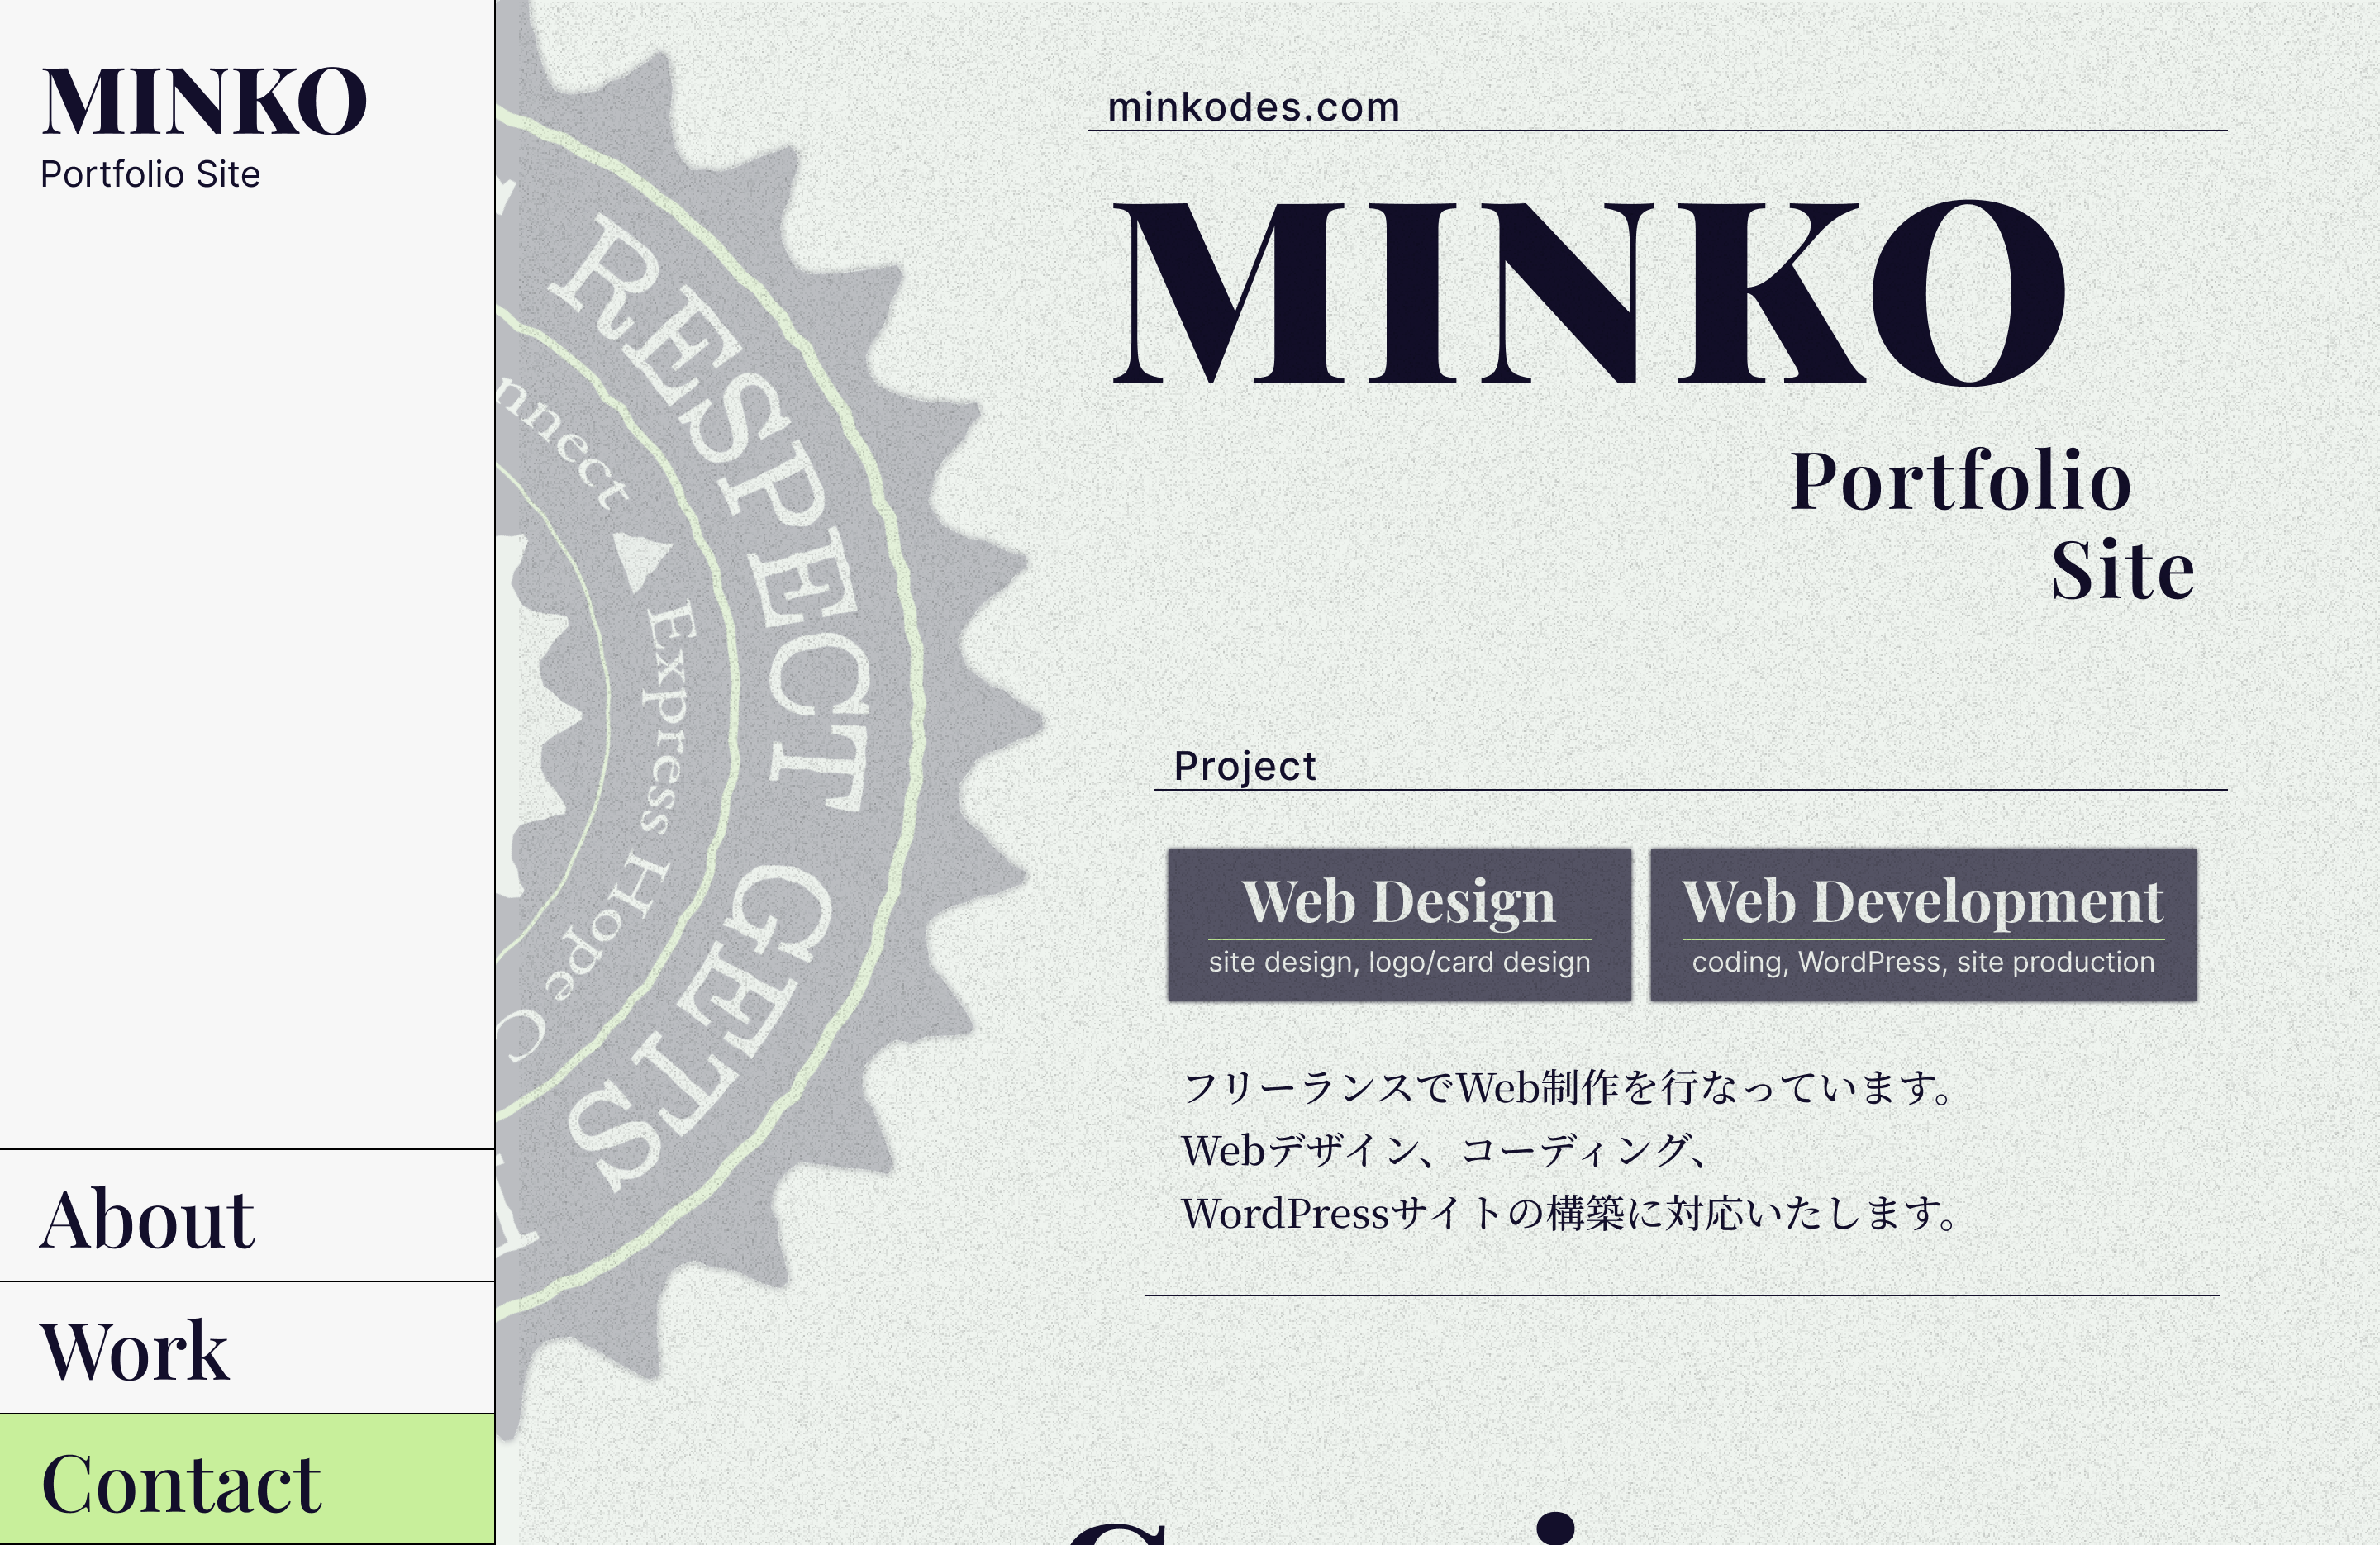 MINKO
Portfolio Site
About
Work
Contact
nnect ▲ Express Hope C
RESPECT GETS
minkodes.com
MINKO
Portfolio
Site
Project
Web Design
site design, logo/card design
Web Development
coding, WordPress, site production
フリーランスでWeb制作を行なっています。
Webデザイン、コーディング、
WordPressサイトの構築に対応いたします。